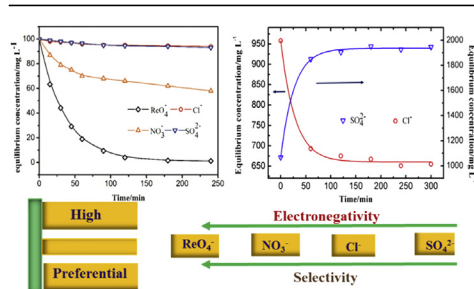 equilibrium concentration/mg L⁻¹
100
80
60
40
20
0
0 50 100 150 200 250
Time/min
ReO₄⁻ Cl⁻
NO₃⁻ SO₄²⁻
Equilibrium concentration/mg L⁻¹
950
900
850
800
750
700
650
0 50 100 150 200 250 300
Time/min
SO₄²⁻ Cl⁻
2000
1800
1600
1400
1200
1000
Equilibrium concentration/mg L⁻¹
High
Preferential
Electronegativity
ReO₄⁻ NO₃⁻ Cl⁻ SO₄²⁻
Selectivity